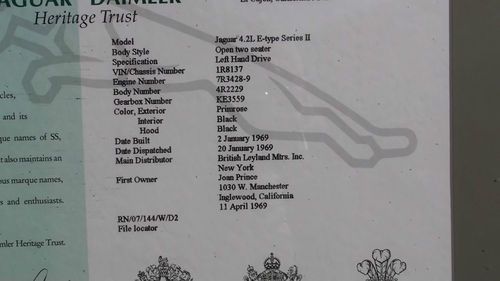 JAGUAR DAIMLER
Heritage Trust
Model Jaguar 4.2L E-type Series II
Body Style Open two seater
Specification Left Hand Drive
VIN/Chassis Number 1R8137
Engine Number 7R3428-9
Body Number 4R2229
Gearbox Number KE3559
Color, Exterior Primrose
Interior Black
Hood Black
Date Built 2 January 1969
Date Dispatched 20 January 1969
Main Distributor British Leyland Mtrs. Inc.
New York
First Owner Joan Prince
1030 W. Manchester
Inglewood, California
11 April 1969
RN/07/144/W/D2
File locator
cles,
and its
que names of SS,
t also maintains an
ous marque names,
s and enthusiasts.
mler Heritage Trust.